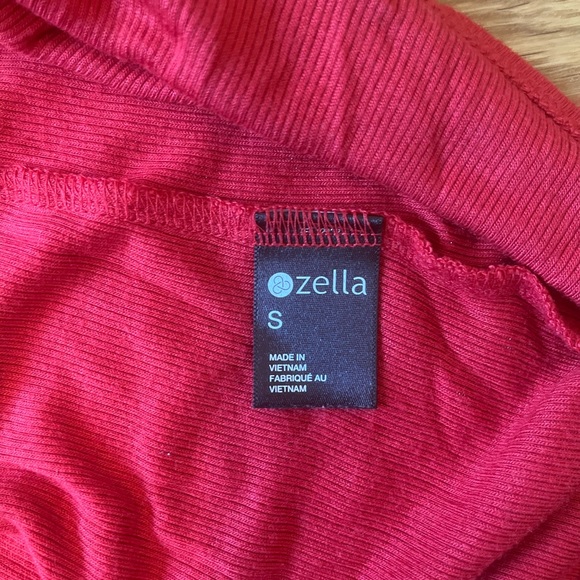 zella
S
MADE IN
VIETNAM
FABRIQUÉ AU
VIETNAM